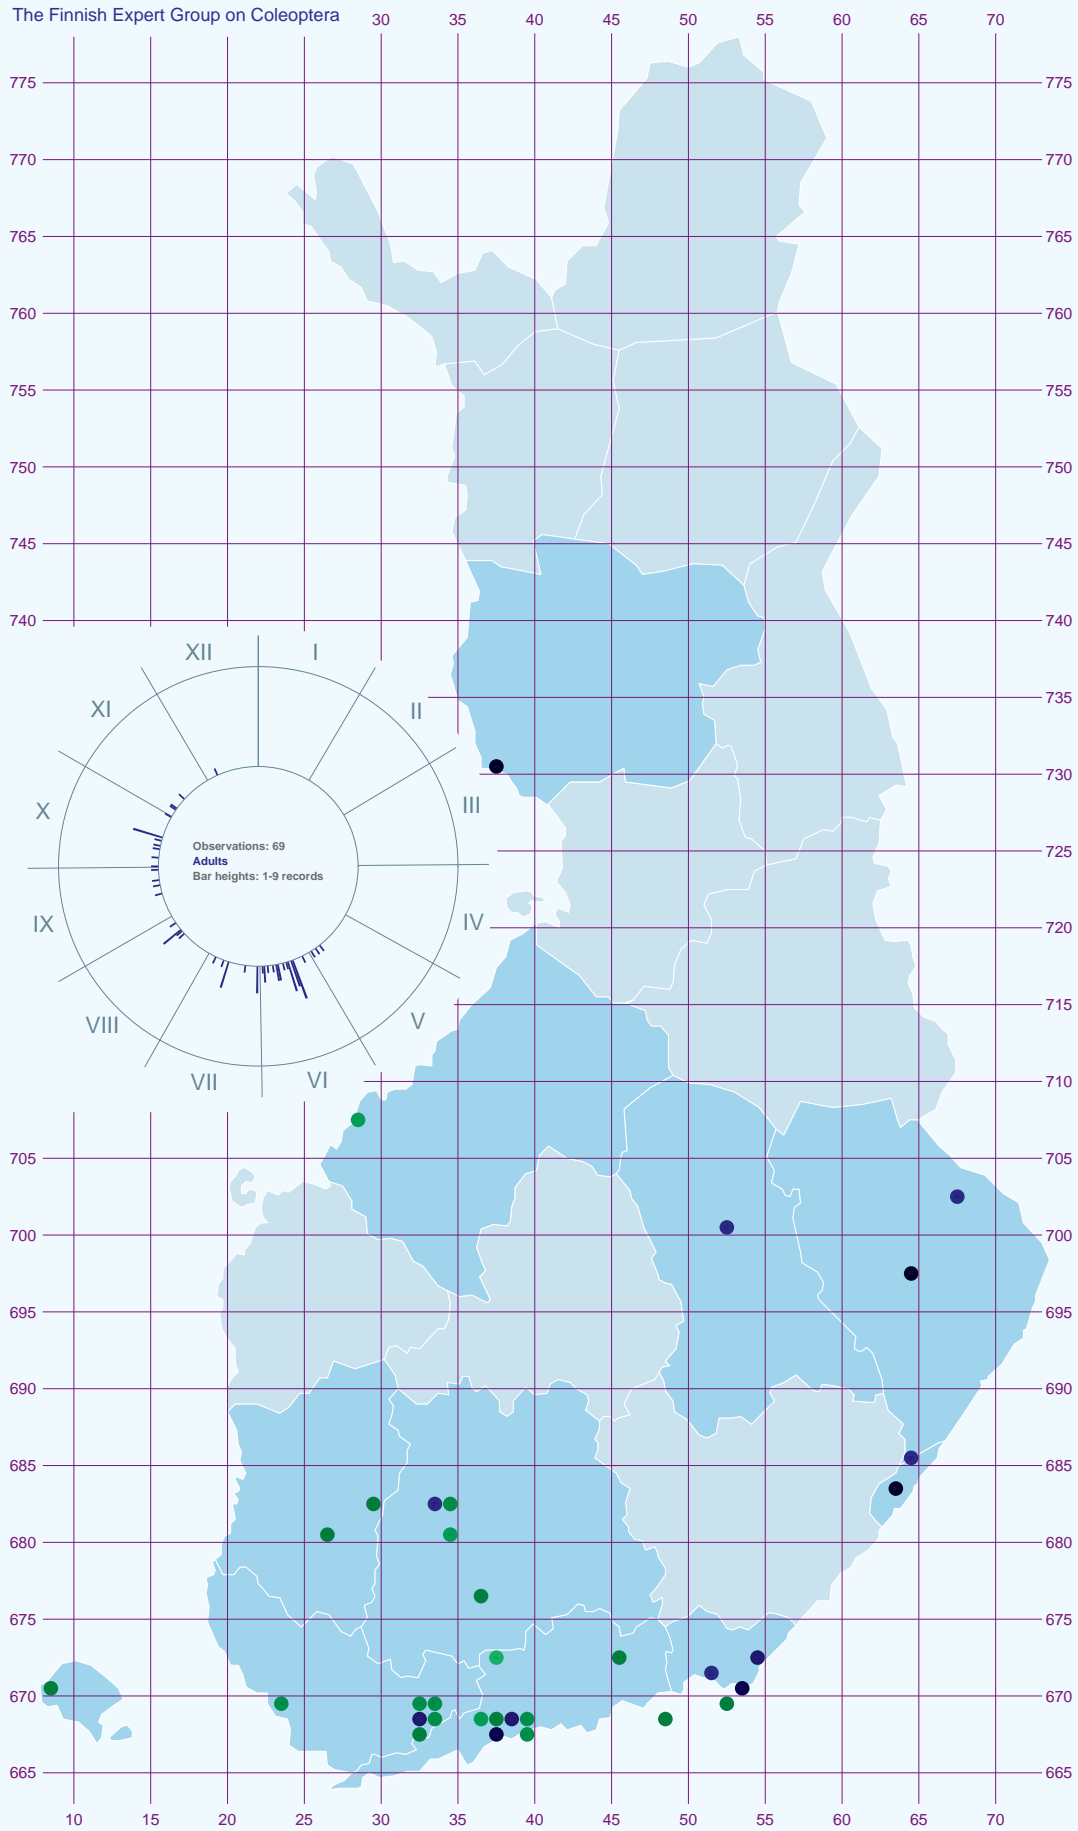 The Finnish Expert Group on Coleoptera
30 35 40 45 50 55 60 65 70
775 775
770 770
765 765
760 760
755 755
750 750
745 745
740 740
XII I
XI II
735
730
X III
Observations: 69
Adults
Bar heights: 1-9 records
725
IX IV
720
715
VIII V
VII VI
710
705 705
700 700
695 695
690 690
685 685
680 680
675 675
670 670
665 665
10 15 20 25 30 35 40 45 50 55 60 65 70